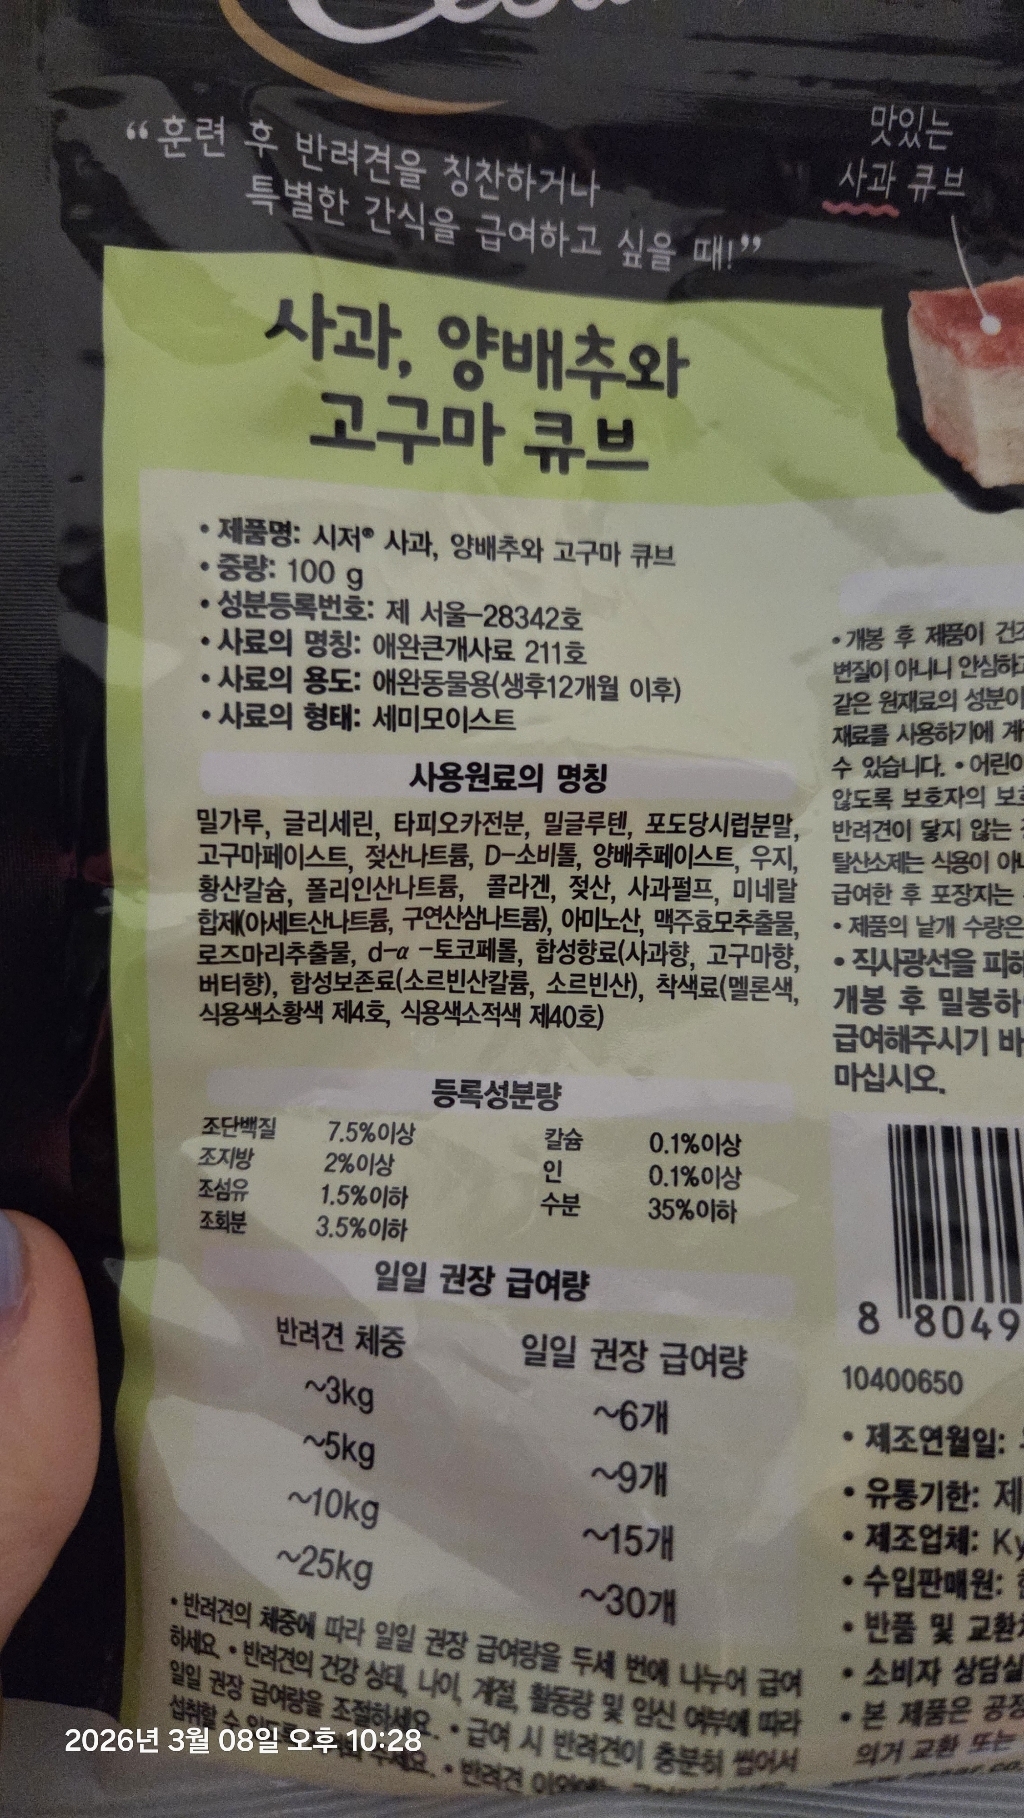 “훈련 후 반려견을 칭찬하거나
특별한 간식을 급여하고 싶을 때!”
맛있는
사과 큐브
사과, 양배추와
고구마 큐브
• 제품명: 시저® 사과, 양배추와 고구마 큐브
• 중량: 100 g
• 성분등록번호: 제 서울-28342호
• 사료의 명칭: 애완큰개사료 211호
• 사료의 용도: 애완동물용(생후12개월 이후)
• 사료의 형태: 세미모이스트
사용원료의 명칭
밀가루, 글리세린, 타피오카전분, 밀글루텐, 포도당시럽분말,
고구마페이스트, 젖산나트륨, D-소비톨, 양배추페이스트, 우지,
황산칼슘, 폴리인산나트륨, 콜라겐, 젖산, 사과펄프, 미네랄
합제(아세트산나트륨, 구연산삼나트륨), 아미노산, 맥주효모추출물,
로즈마리추출물, d-α -토코페롤, 합성향료(사과향, 고구마향,
버터향), 합성보존료(소르빈산칼륨, 소르빈산), 착색료(멜론색,
식용색소황색 제4호, 식용색소적색 제40호)
등록성분량
조단백질 7.5%이상 칼슘 0.1%이상
조지방 2%이상 인 0.1%이상
조섬유 1.5%이하 수분 35%이하
조회분 3.5%이하
일일 권장 급여량
반려견 체중 일일 권장 급여량
~3kg ~6개
~5kg ~9개
~10kg ~15개
~25kg ~30개
• 반려견의 체중에 따라 일일 권장 급여량을 두세 번에 나누어 급여
하세요. • 반려견의 건강 상태, 나이, 계절, 활동량 및 임신 여부에 따라
일일 권장 급여량을 조절하세요. • 급여 시 반려견이 충분히 씹어서
섭취할 수 • 반려견
• 개봉 후 제품이
변질이 아니니
같은 원재료의 성분이
재료를 사용하기에
수 있습니다. • 어린이
않도록 보호자의
반려견이 닿지 않는
탈산소제는 식용이
급여한 후 포장지는
• 제품의 낱개 수량은
• 직사광선을
개봉 후 밀봉하
급여해주시기
마십시오.
8 8049
10400650
• 제조연월일:
• 유통기한: 제
• 제조업체: Ky
• 수입판매원:
• 반품 및 교환
• 소비자 상담실
• 본 제품은 공정
의거 교환 또는
2026년 3월 08일 오후 10:28